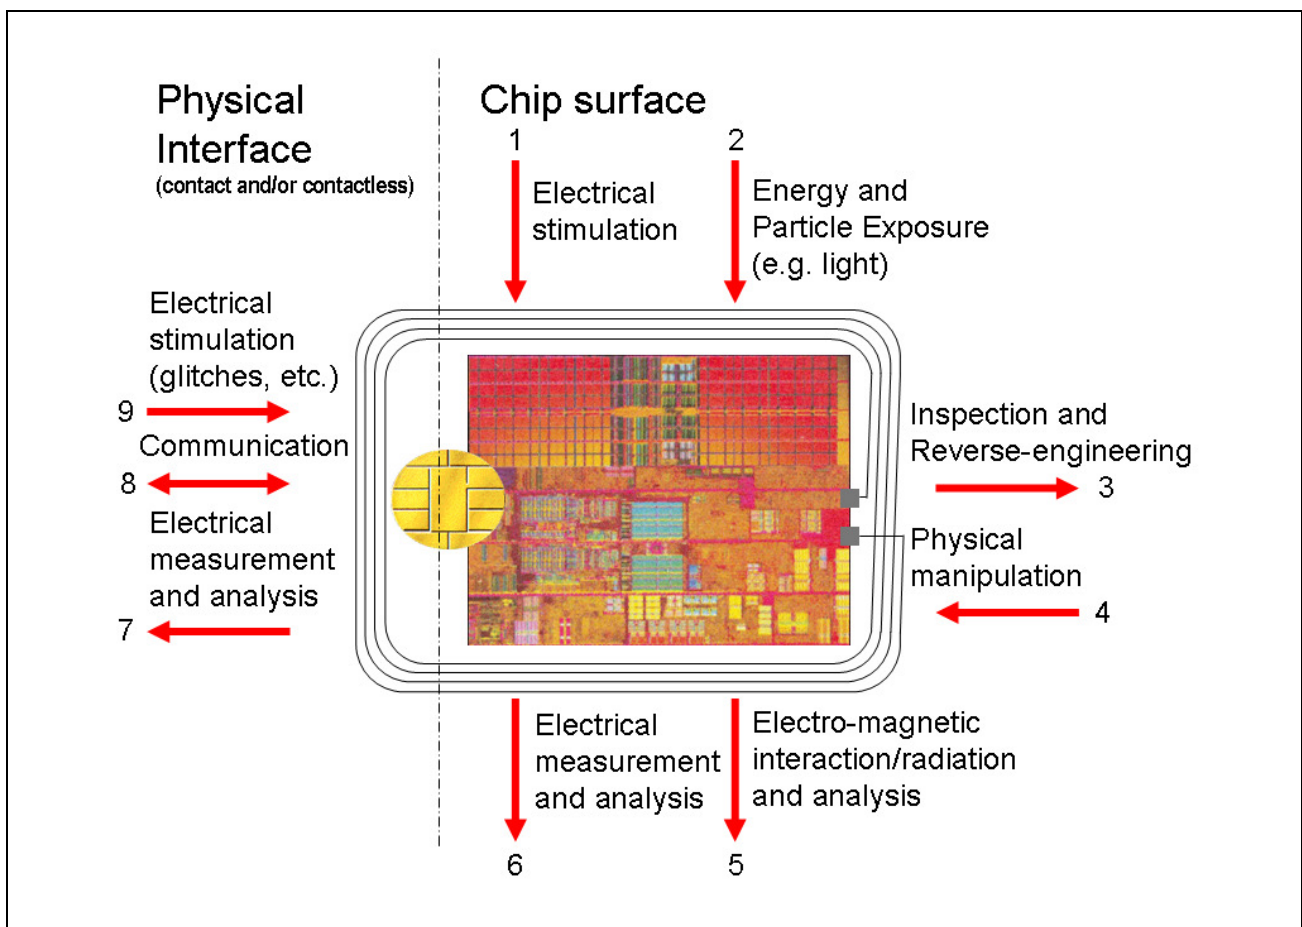 Physical
Interface
(contact and/or contactless)
Chip surface
1
Electrical
stimulation
2
Energy and
Particle Exposure
(e.g. light)
Electrical
stimulation
(glitches, etc.)
9
Communication
8
Electrical
measurement
and analysis
7
Inspection and
Reverse-engineering
3
Physical
manipulation
4
Electrical
measurement
and analysis
6
Electro-magnetic
interaction/radiation
and analysis
5